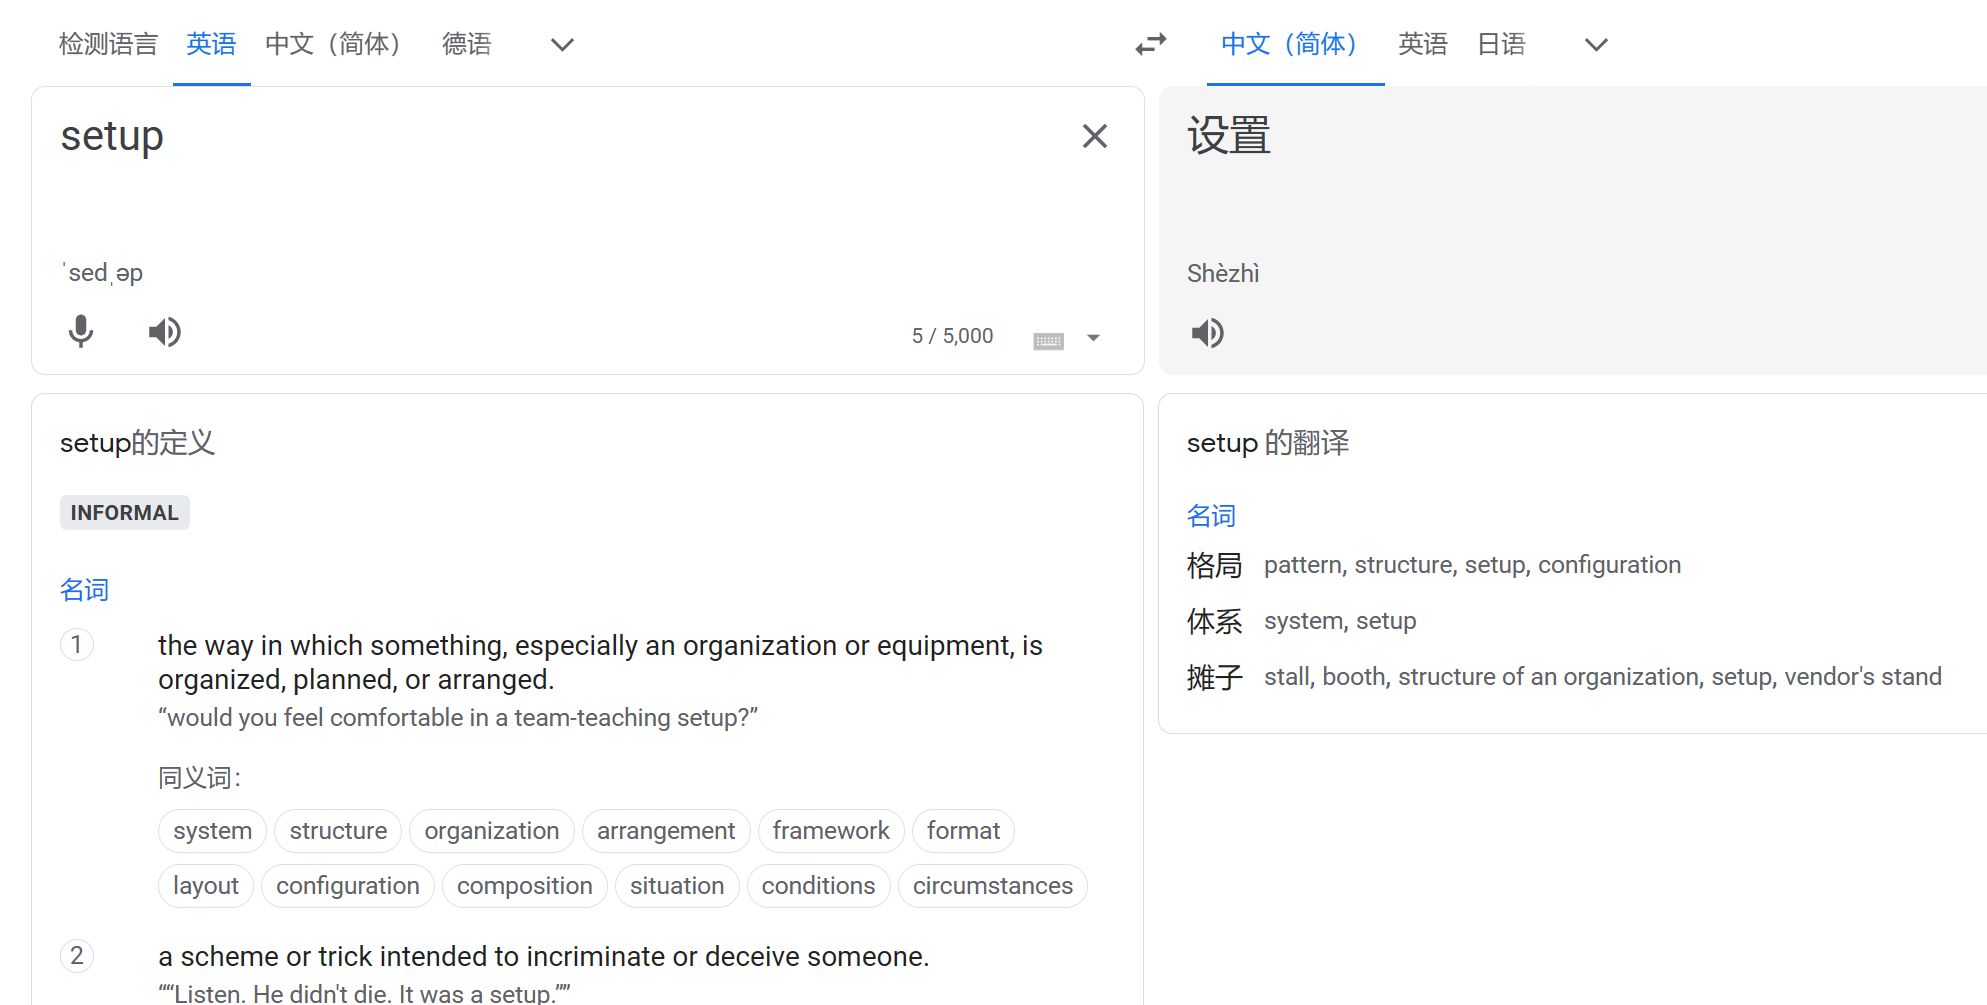 检测语言 英语 中文（简体） 德语
中文（简体） 英语 日语
setup
ˈsedˌəp
5 / 5,000
设置
Shèzhì
setup的定义
INFORMAL
名词
1
the way in which something, especially an organization or equipment, is
organized, planned, or arranged.
“would you feel comfortable in a team-teaching setup?”
同义词：
system structure organization arrangement framework format
layout configuration composition situation conditions circumstances
2
a scheme or trick intended to incriminate or deceive someone.
““Listen. He didn't die. It was a setup.””
setup 的翻译
名词
格局 pattern, structure, setup, configuration
体系 system, setup
摊子 stall, booth, structure of an organization, setup, vendor's stand